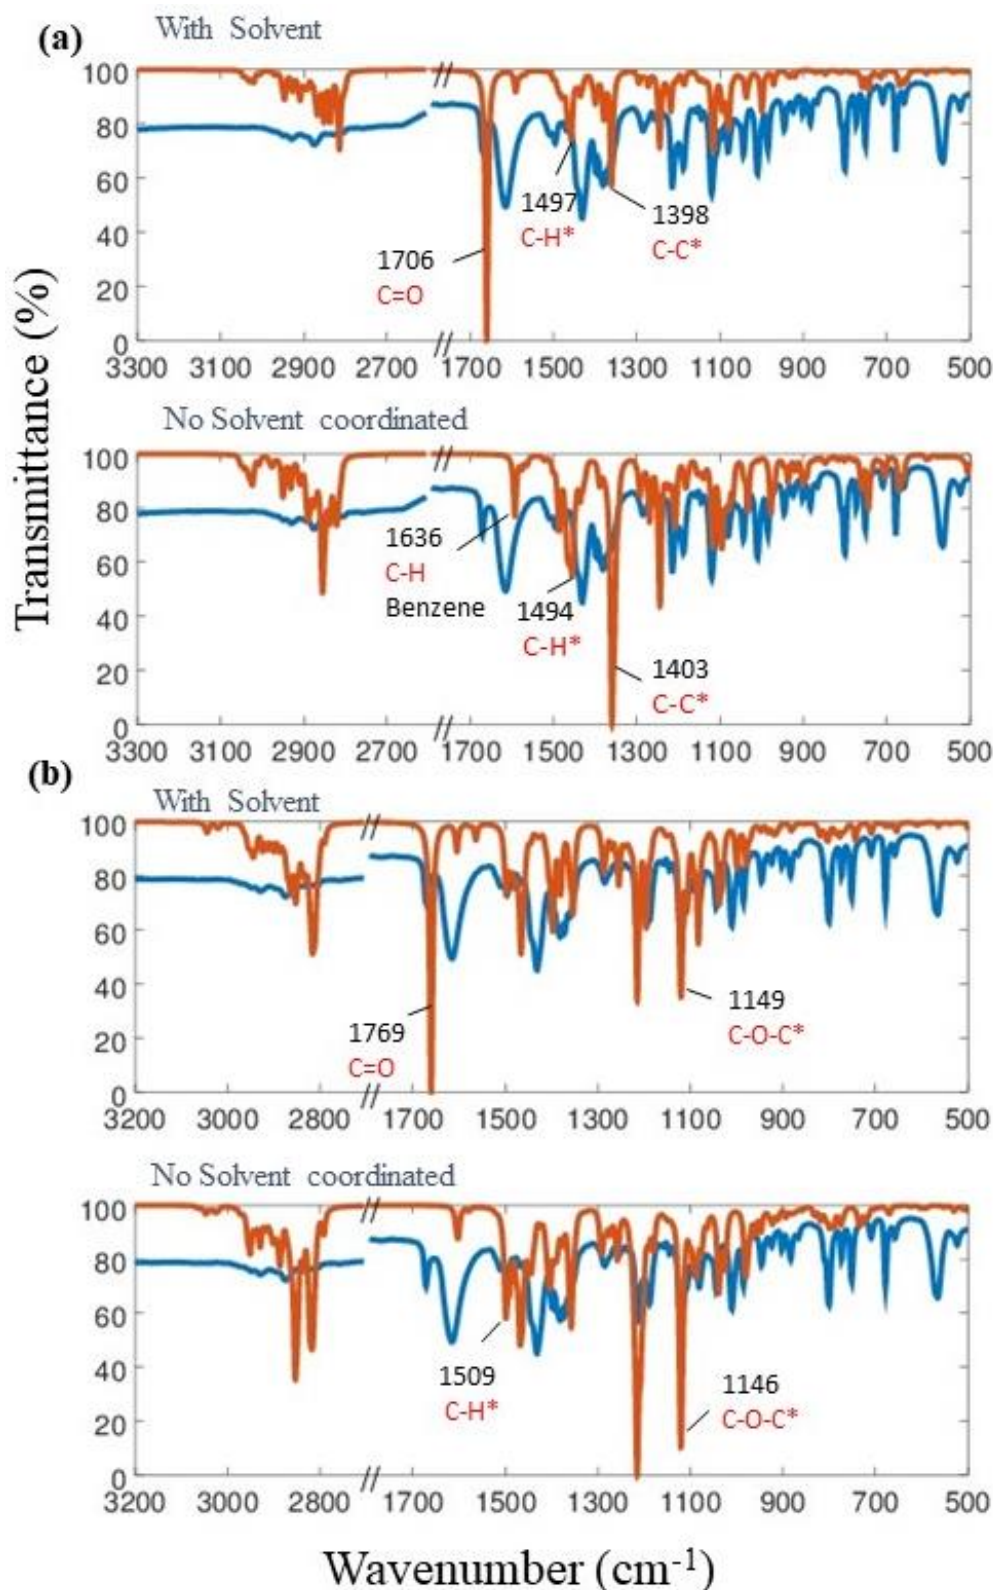 (a)
With Solvent
100
80
60
40
20
0
1706
C=O
1497
C-H*
1398
C-C*
3300 3100 2900 2700 1700 1500 1300 1100 900 700 500
No Solvent coordinated
100
80
60
40
20
0
1636
C-H
Benzene
1494
C-H*
1403
C-C*
3300 3100 2900 2700 1700 1500 1300 1100 900 700 500
Transmittance (%)
(b)
With Solvent
100
80
60
40
20
0
1769
C=O
1149
C-O-C*
3200 3000 2800 1700 1500 1300 1100 900 700 500
No Solvent coordinated
100
80
60
40
20
0
1509
C-H*
1146
C-O-C*
3200 3000 2800 1700 1500 1300 1100 900 700 500
Wavenumber (cm⁻¹)